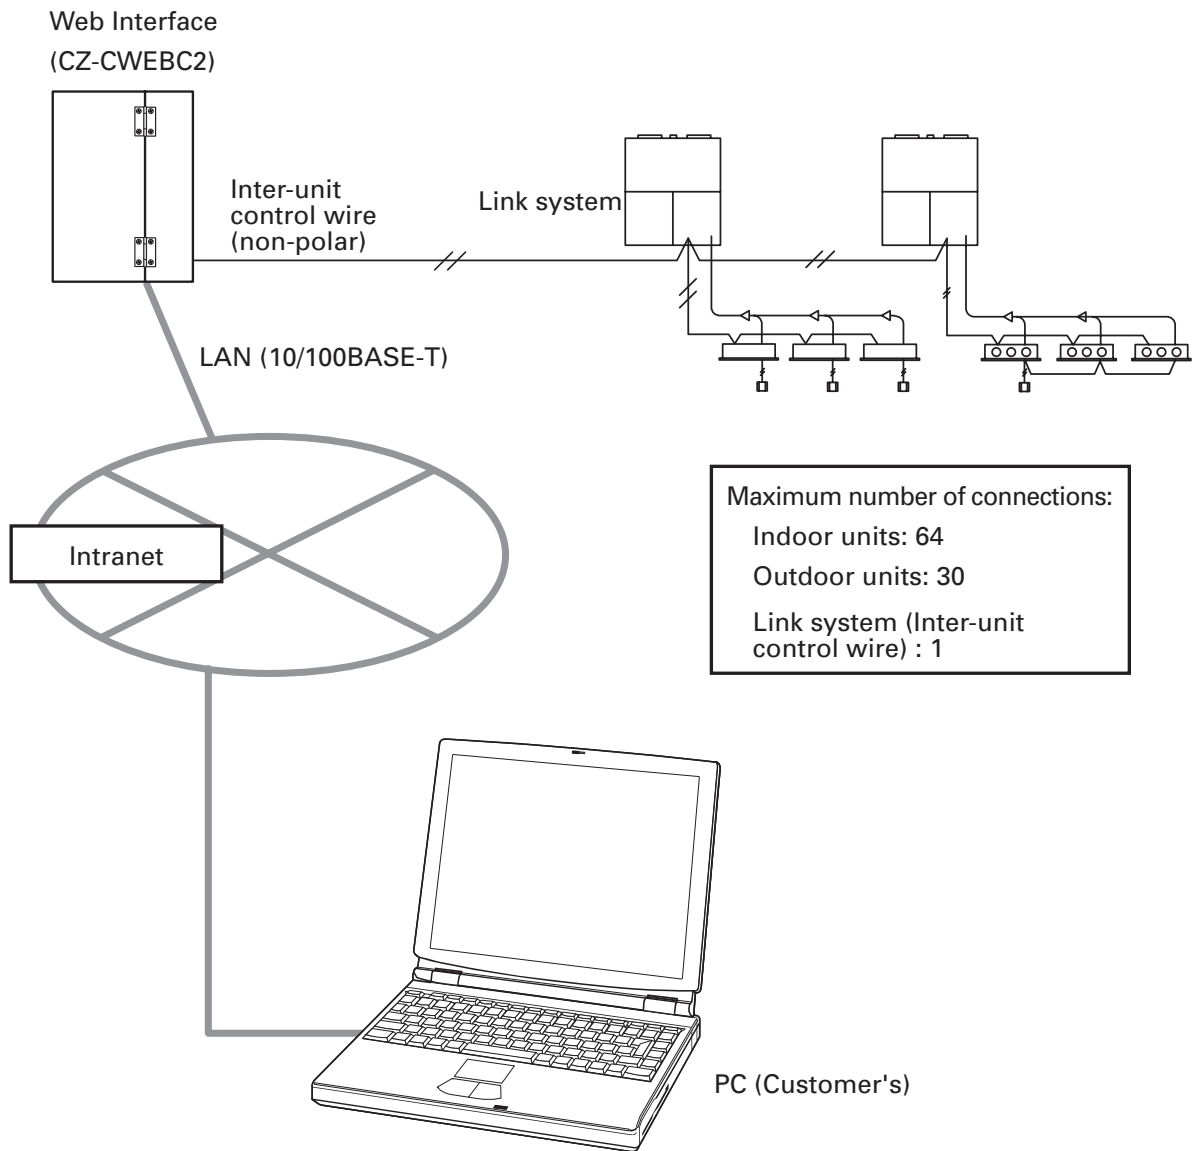 Web Interface
(CZ-CWEBC2)
Inter-unit
control wire
(non-polar)
Link system
LAN (10/100BASE-T)
Intranet
Maximum number of connections:
Indoor units: 64
Outdoor units: 30
Link system (Inter-unit
control wire) : 1
PC (Customer's)